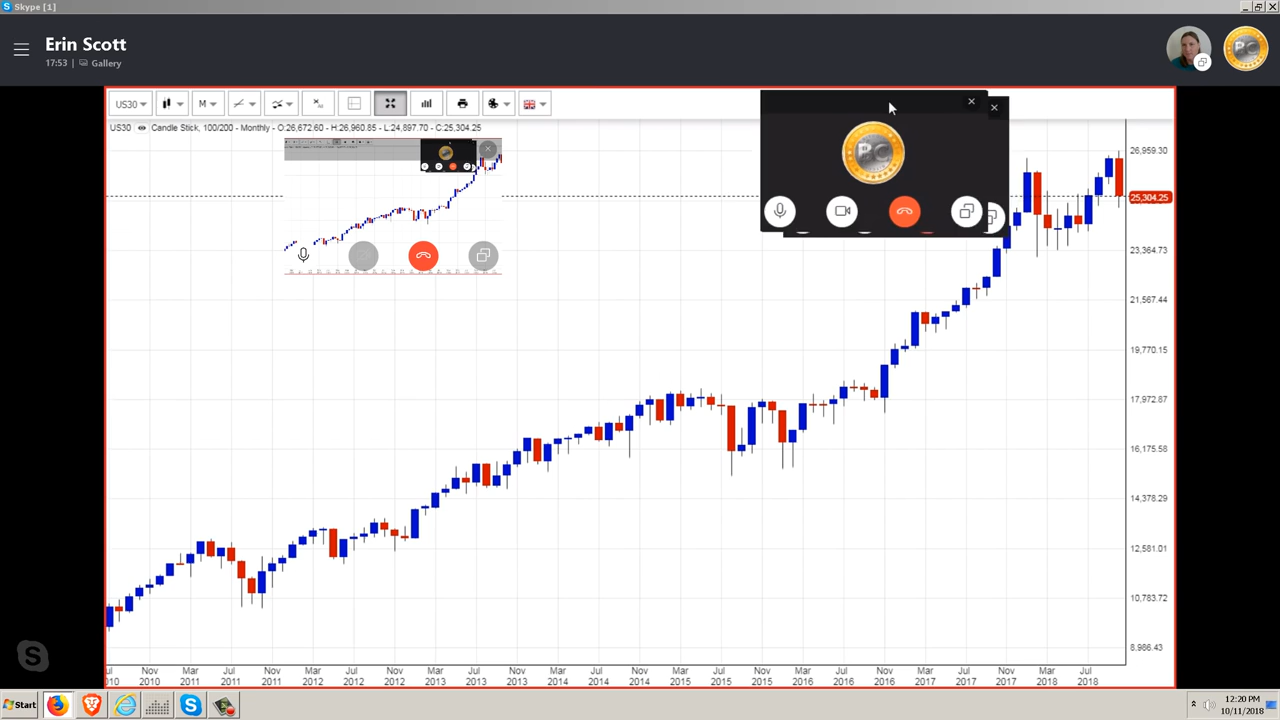 Skype [1]
Erin Scott
17:53 | Gallery
US30
M
US30 Candle Stick, 100/200 - Monthly - O:26,672.60 - H:26,960.85 - L:24,897.70 - C:25,304.25
PC
PC
26,959.30
25,304.25
23,364.73
21,567.44
19,770.15
17,972.87
16,175.58
14,378.29
12,581.01
10,783.72
8,986.43
Jul Nov Mar Jul Nov Mar Jul Nov Mar Jul Nov Mar Jul Nov Mar Jul Nov Mar Jul Nov Mar Jul Nov Mar Jul
2010 2010 2011 2011 2011 2012 2012 2012 2013 2013 2013 2014 2014 2014 2015 2015 2015 2016 2016 2016 2017 2017 2017 2018 2018
Start
12:20 PM
10/11/2018